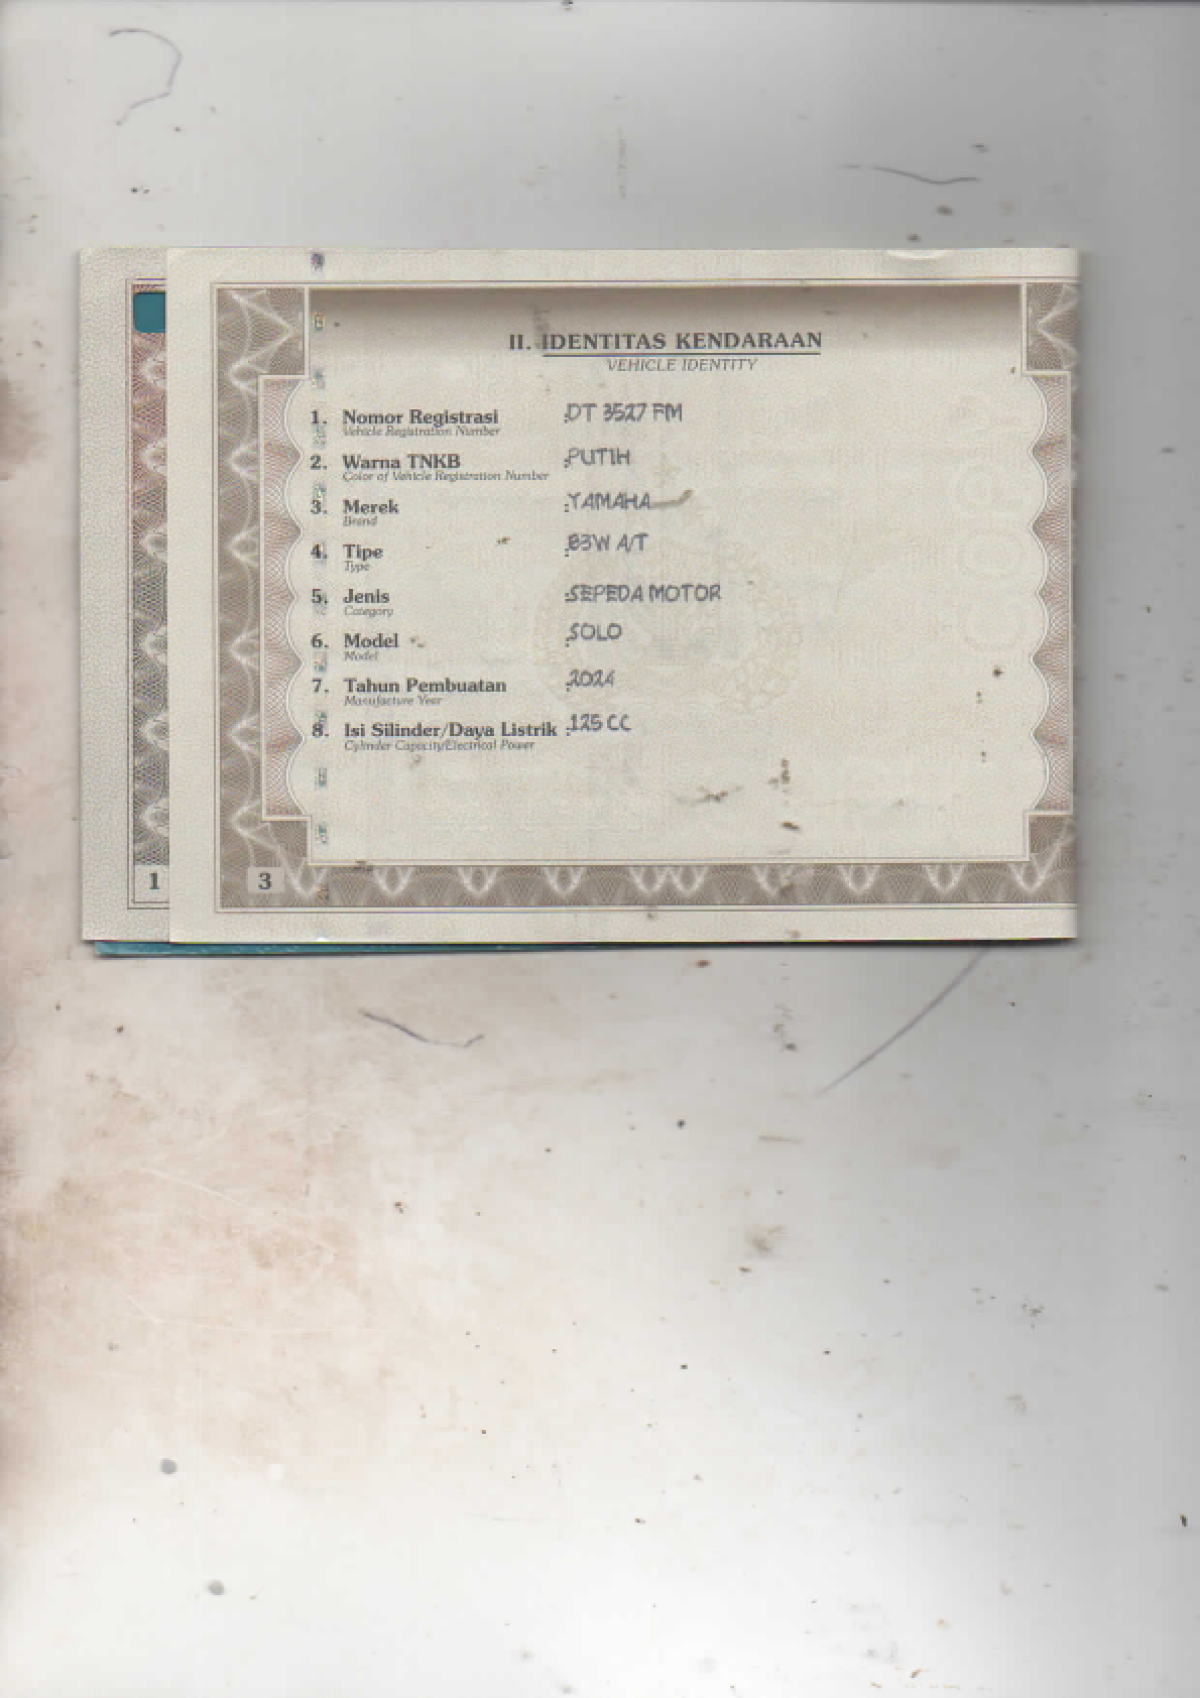 II. IDENTITAS KENDARAAN
VEHICLE IDENTITY
1. Nomor Registrasi : DT 3527 FM
Vehicle Registration Number
2. Warna TNKB : PUTIH
Color of Vehicle Registration Number
3. Merek : YAMAHA
Brand
4. Tipe : B3W A/T
Type
5. Jenis : SEPEDA MOTOR
Category
6. Model : SOLO
Model
7. Tahun Pembuatan : 2024
Manufacture Year
8. Isi Silinder/Daya Listrik : 125 CC
Cylinder Capacity/Electrical Power
1
3